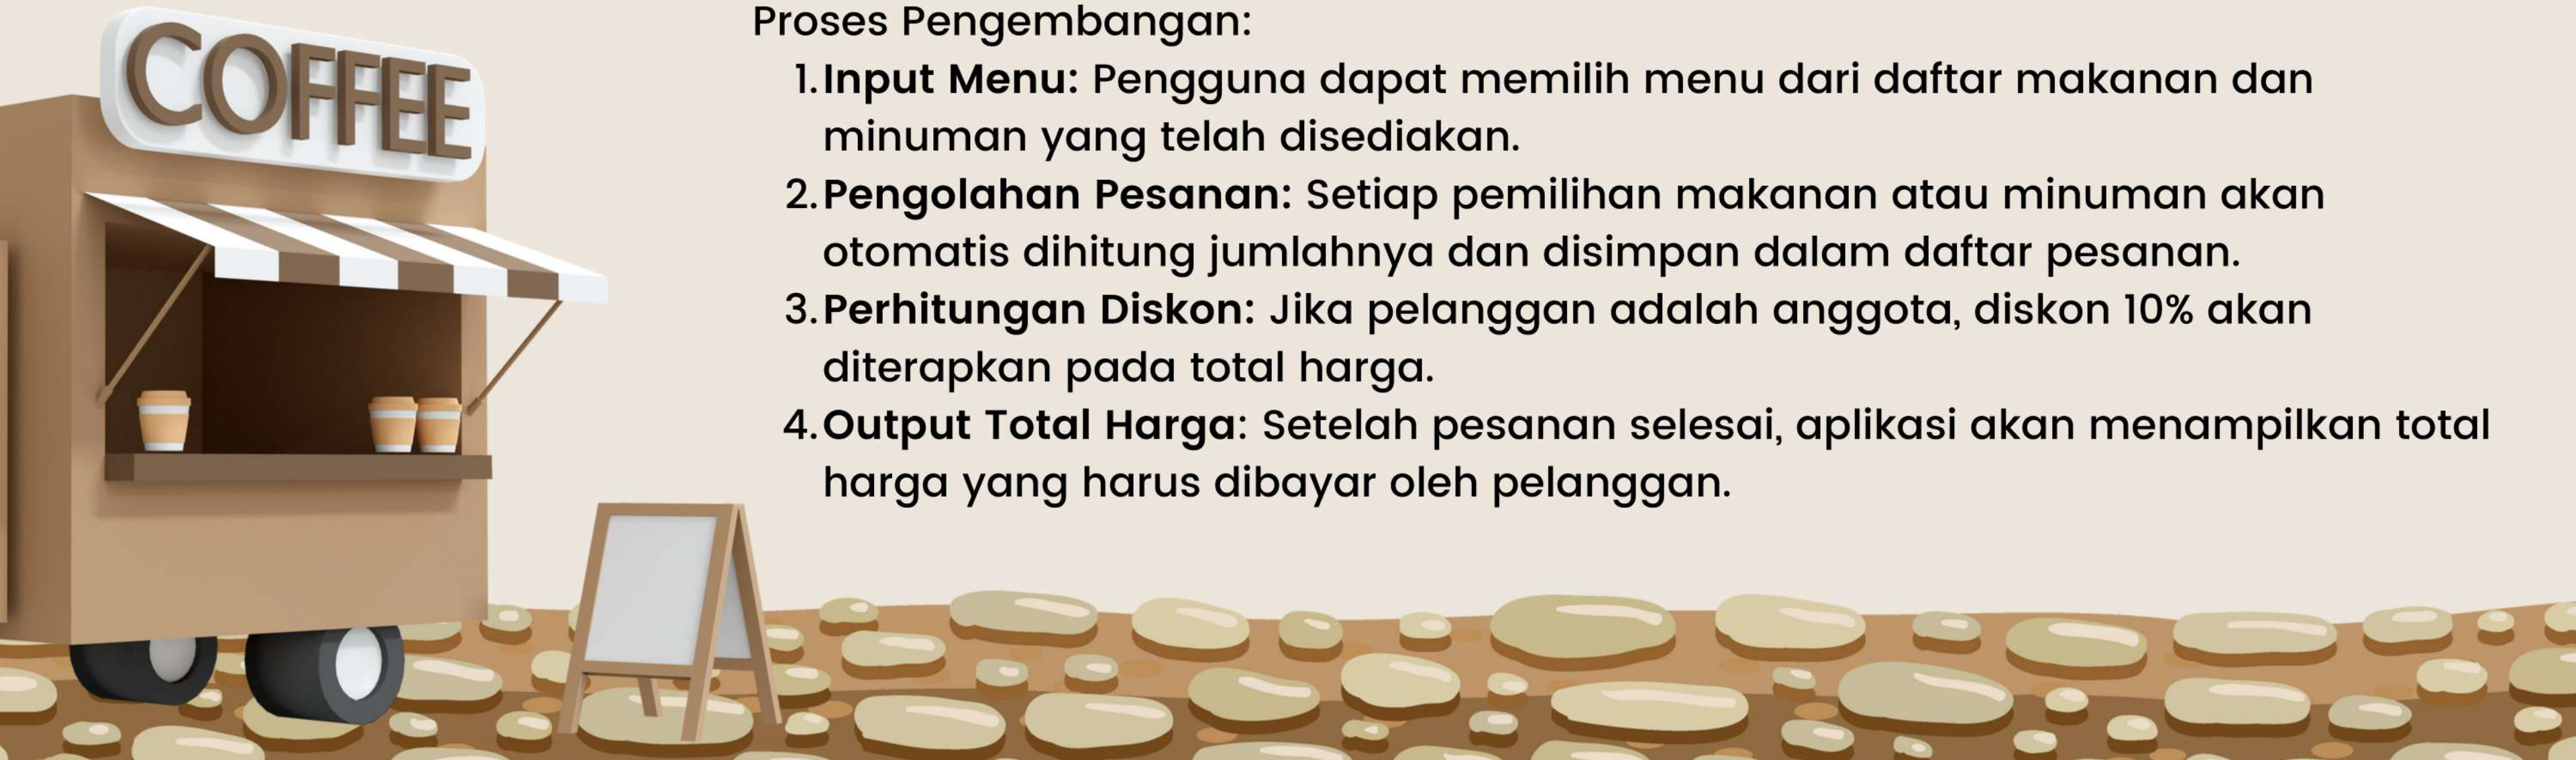 COFFEE
Proses Pengembangan:
1. Input Menu: Pengguna dapat memilih menu dari daftar makanan dan
minuman yang telah disediakan.
2. Pengolahan Pesanan: Setiap pemilihan makanan atau minuman akan
otomatis dihitung jumlahnya dan disimpan dalam daftar pesanan.
3. Perhitungan Diskon: Jika pelanggan adalah anggota, diskon 10% akan
diterapkan pada total harga.
4. Output Total Harga: Setelah pesanan selesai, aplikasi akan menampilkan total
harga yang harus dibayar oleh pelanggan.